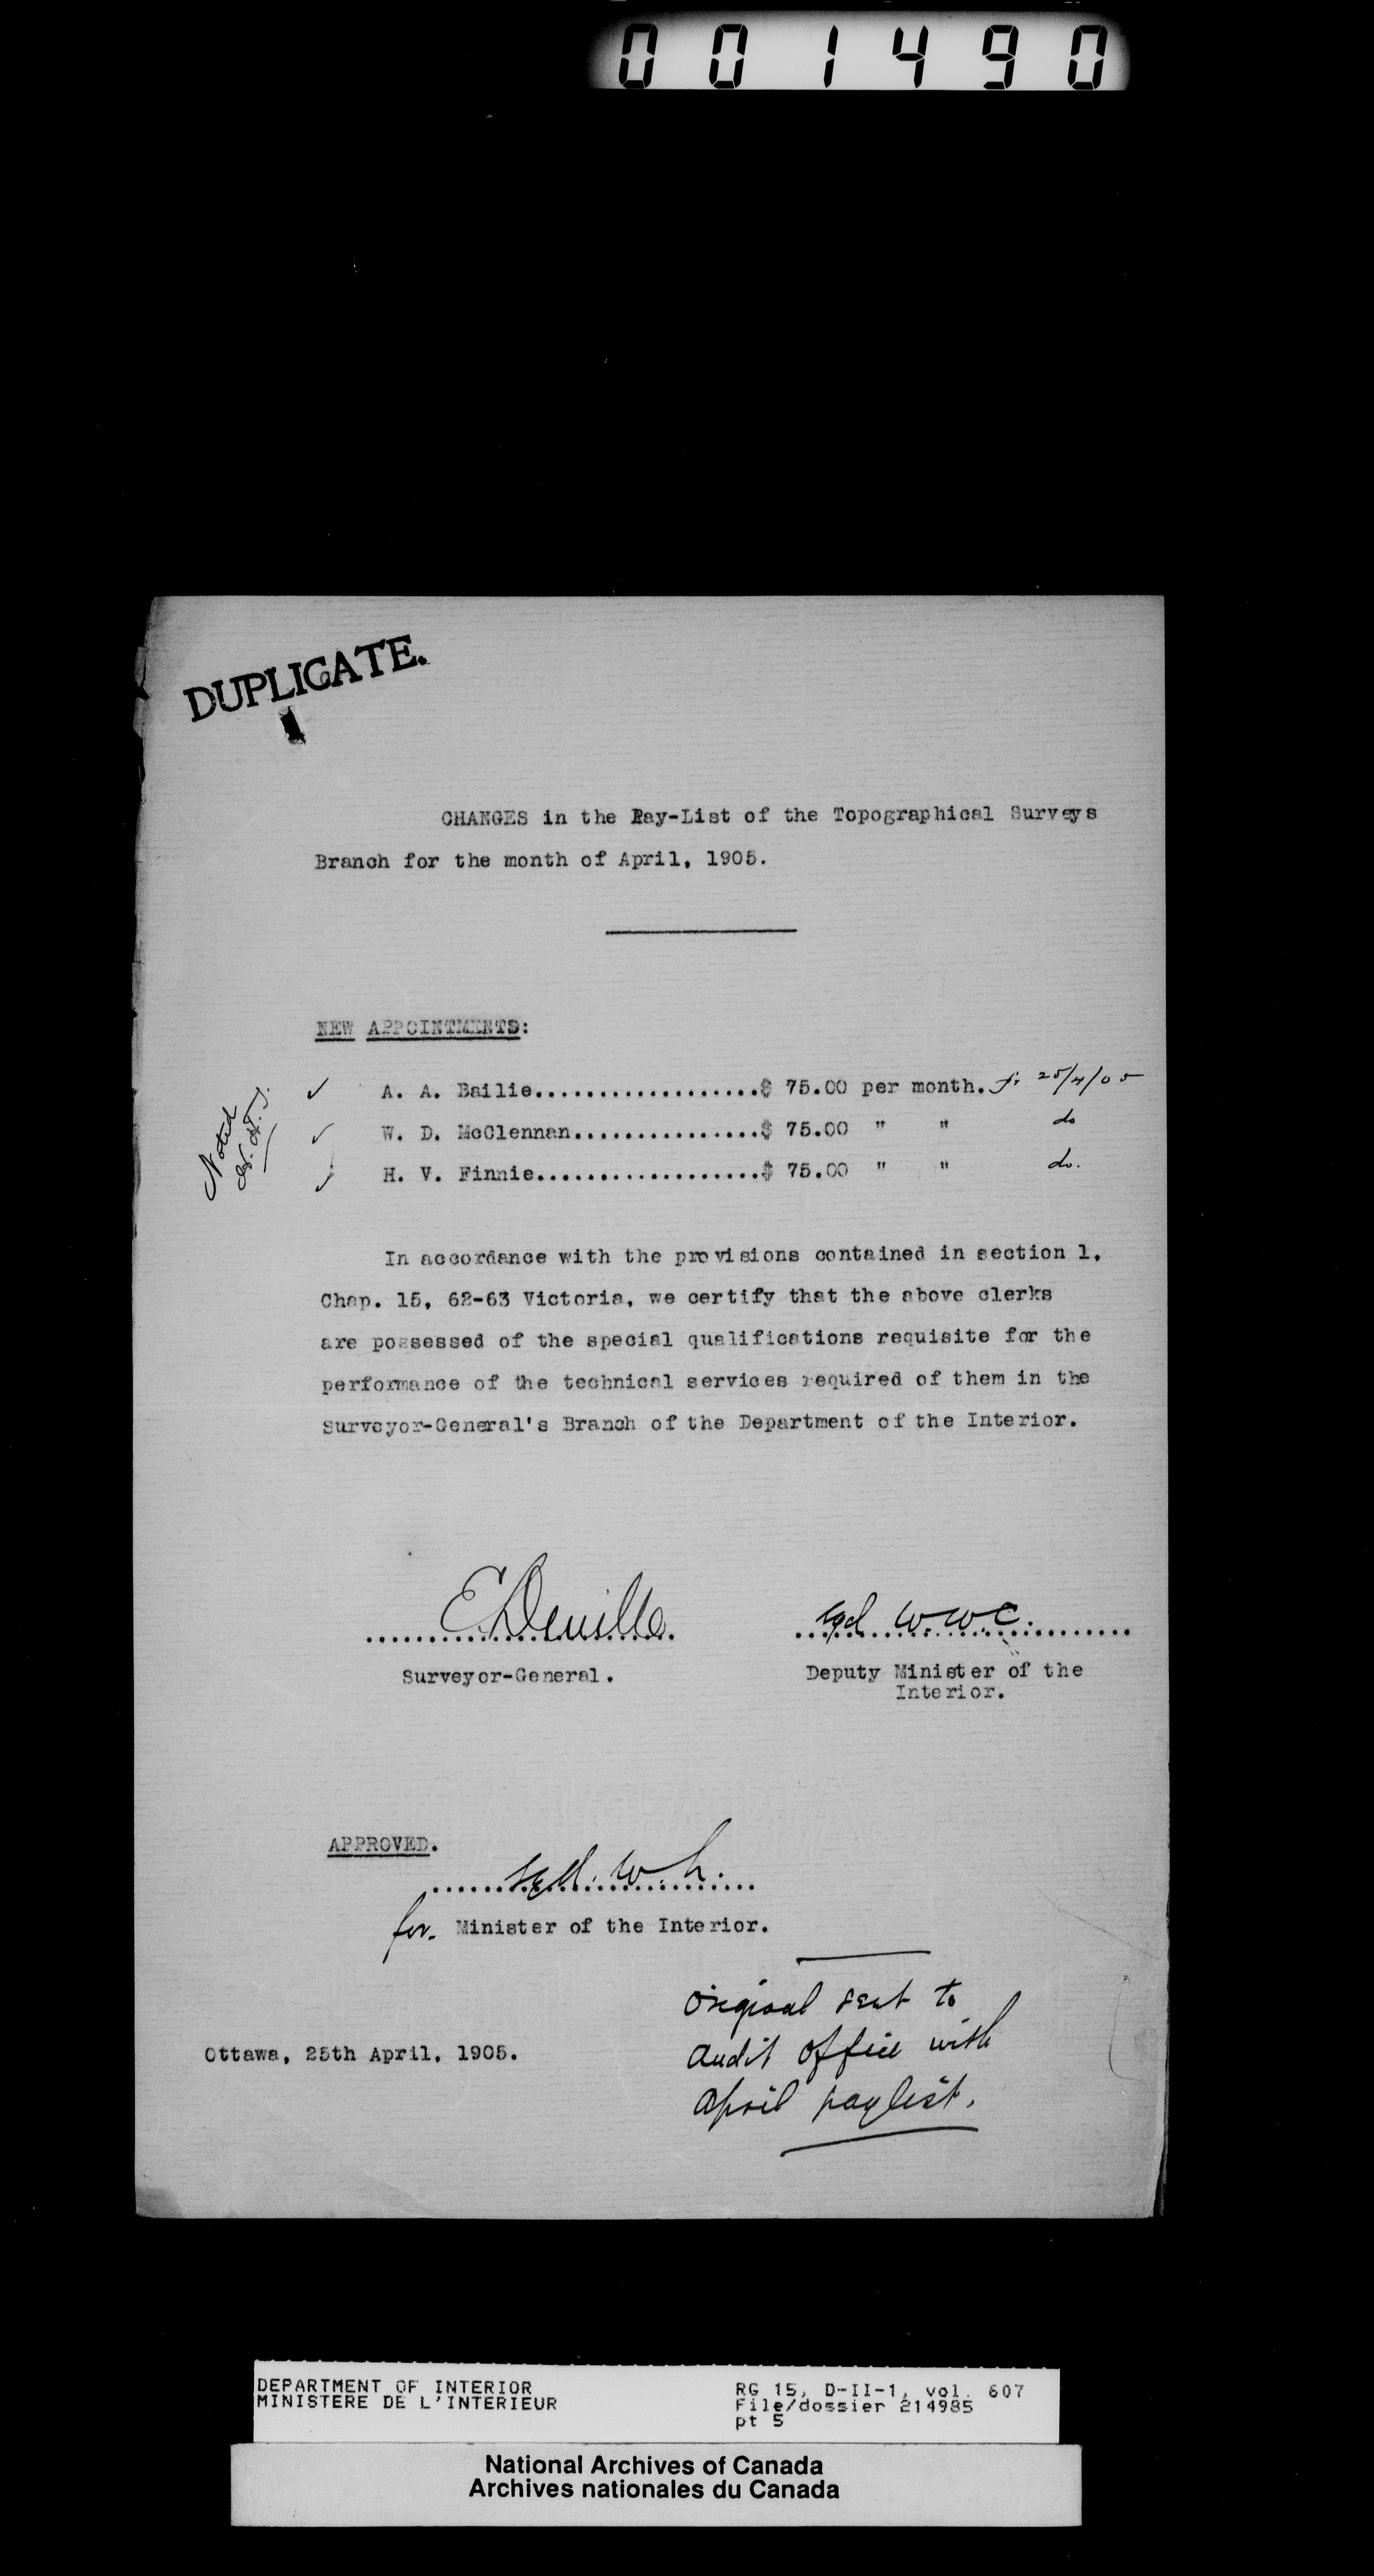 001490
DUPLICATE.
CHANGES in the Pay-List of the Topographical Surveys
Branch for the month of April, 1905.
NEW APPOINTMENTS:
A. A. Bailie...................$ 75.00 per month. fr 25/4/05
W. D. McClennan................$ 75.00 " " do
H. V. Finnie...................$ 75.00 " " do.
Noted
In accordance with the provisions contained in section 1,
Chap. 15, 62-63 Victoria, we certify that the above clerks
are possessed of the special qualifications requisite for the
performance of the technical services required of them in the
Surveyor-General's Branch of the Department of the Interior.
E Deville. sgd W.W.C.
Surveyor-General. Deputy Minister of the
Interior.
APPROVED.
sgd. W. S.
for. Minister of the Interior.
Original sent to
Audit Office with
April paylist.
Ottawa, 25th April, 1905.
DEPARTMENT OF INTERIOR
MINISTERE DE L'INTERIEUR
RG 15, D-II-1, vol. 607
File/dossier 214985
pt 5
National Archives of Canada
Archives nationales du Canada